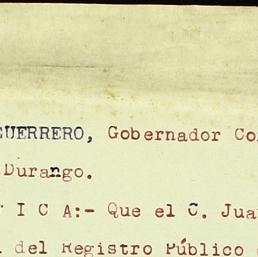 GUERRERO, Gobernador Co
Durango.
I C A:- Que el C. Jua
del Registro Público